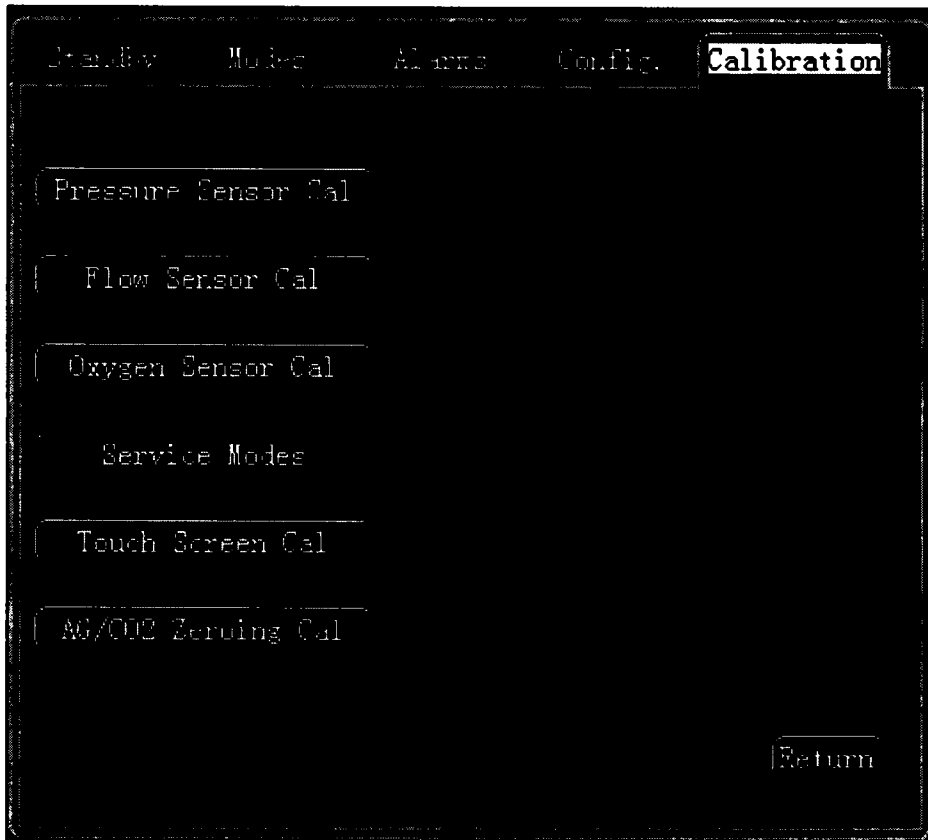 StandBy Modes Alarms Config. Calibration
Pressure Sensor Cal
Flow Sensor Cal
Oxygen Sensor Cal
Service Modes
Touch Screen Cal
AG/CO2 Zeroing Cal
Return